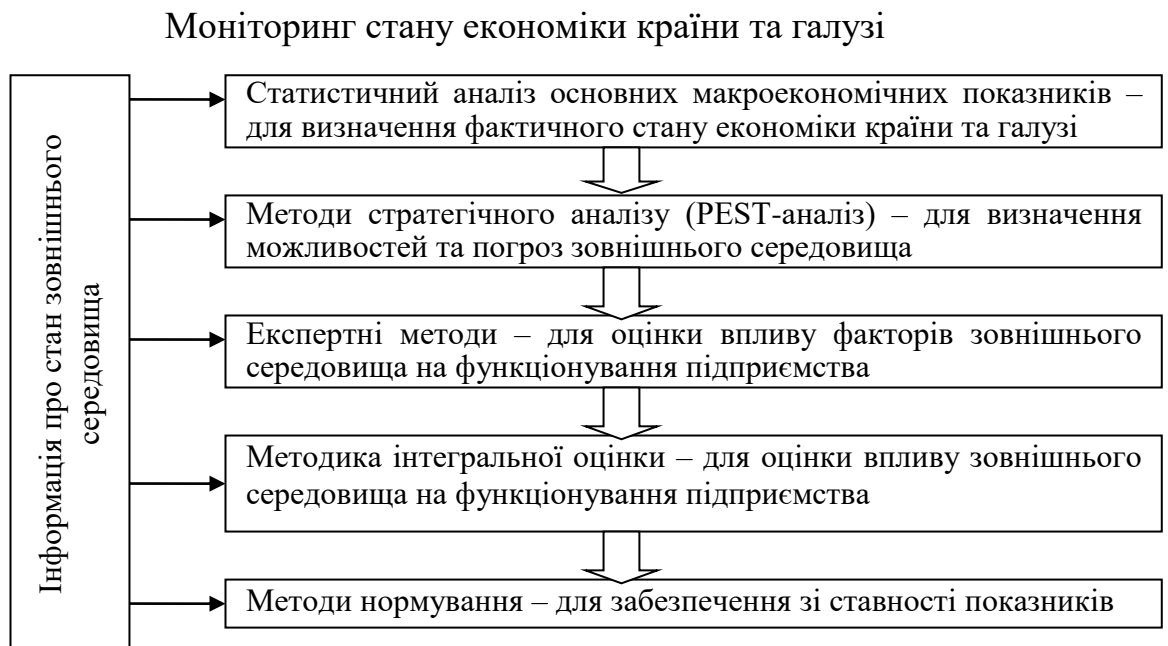 Моніторинг стану економіки країни та галузі
Інформація про стан зовнішнього
середовища
Статистичний аналіз основних макроекономічних показників –
для визначення фактичного стану економіки країни та галузі
Методи стратегічного аналізу (PEST-аналіз) – для визначення
можливостей та погроз зовнішнього середовища
Експертні методи – для оцінки впливу факторів зовнішнього
середовища на функціонування підприємства
Методика інтегральної оцінки – для оцінки впливу зовнішнього
середовища на функціонування підприємства
Методи нормування – для забезпечення зі ставності показників